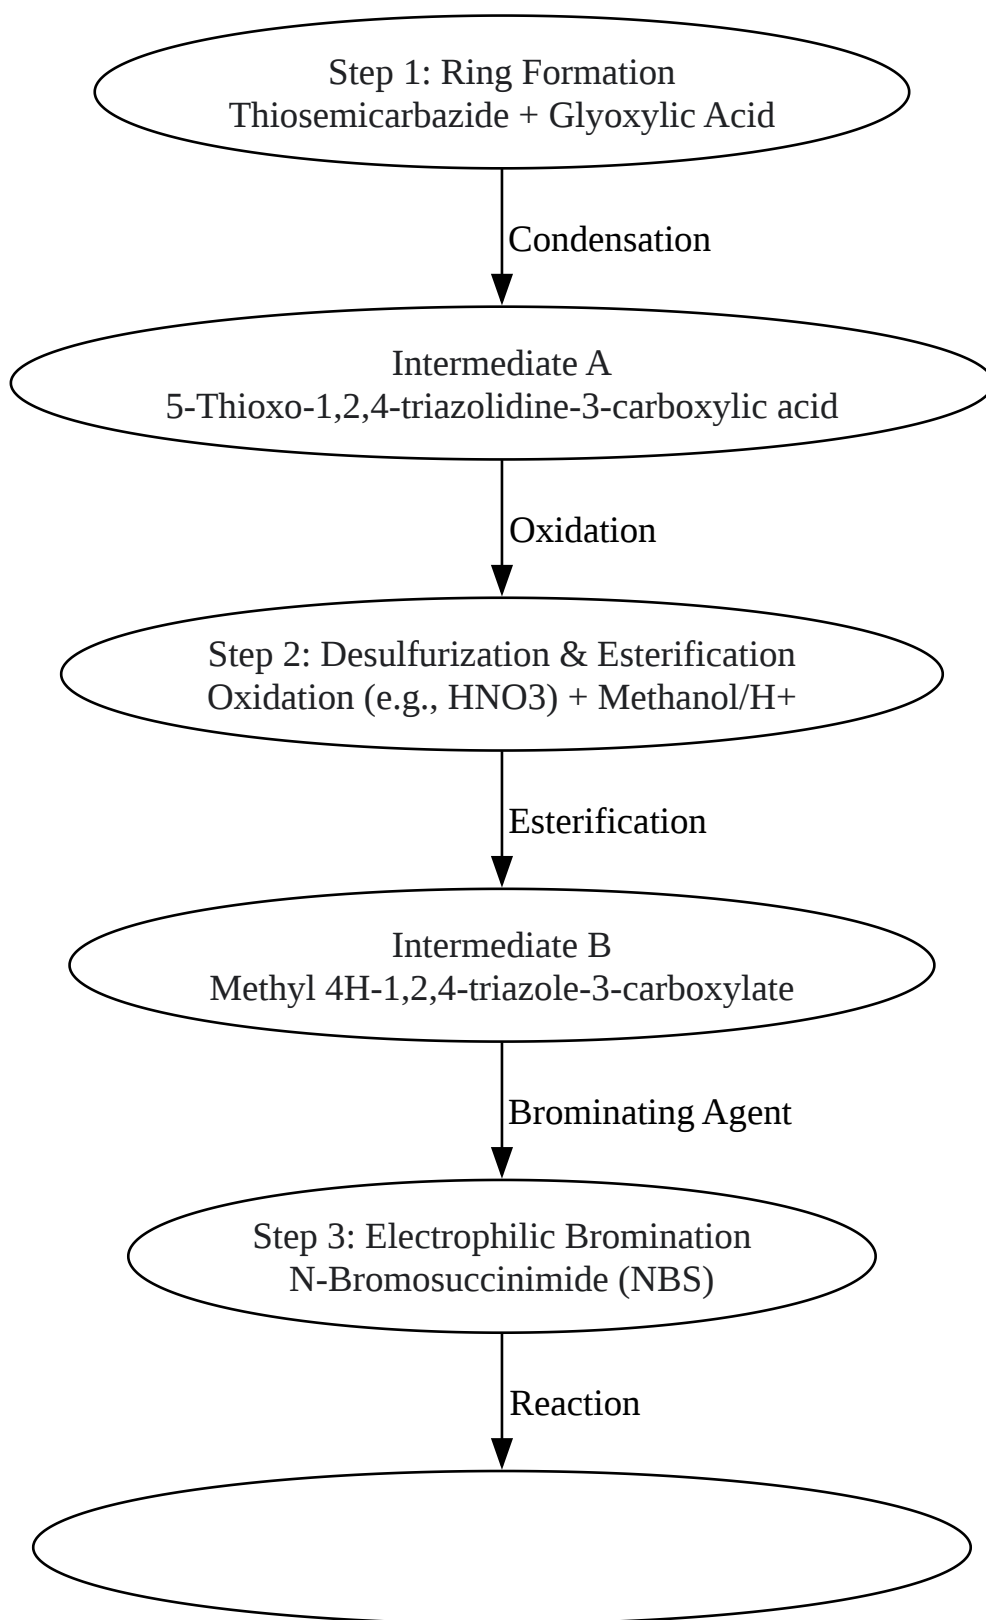 Step 1: Ring Formation
Thiosemicarbazide + Glyoxylic Acid
Condensation
Intermediate A
5-Thioxo-1,2,4-triazolidine-3-carboxylic acid
Oxidation
Step 2: Desulfurization & Esterification
Oxidation (e.g., HNO3) + Methanol/H+
Esterification
Intermediate B
Methyl 4H-1,2,4-triazole-3-carboxylate
Brominating Agent
Step 3: Electrophilic Bromination
N-Bromosuccinimide (NBS)
Reaction